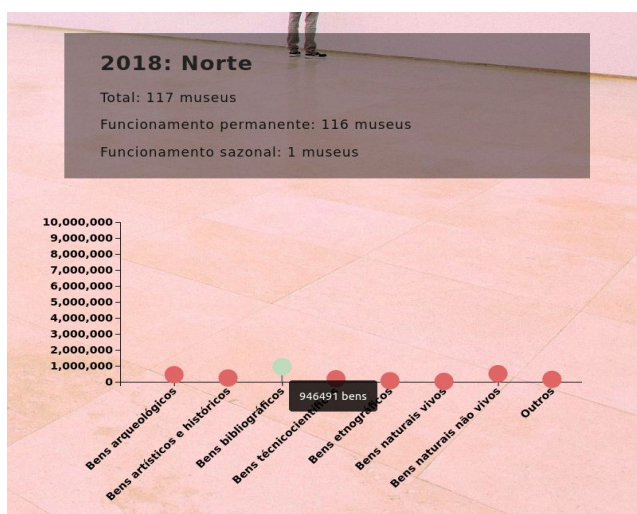 2018: Norte
Total: 117 museus
Funcionamento permanente: 116 museus
Funcionamento sazonal: 1 museus
10,000,000
9,000,000
8,000,000
7,000,000
6,000,000
5,000,000
4,000,000
3,000,000
2,000,000
1,000,000
0
946491 bens
Bens arqueológicos
Bens artísticos e históricos
Bens bibliográficos
Bens etnográficos
Bens naturais vivos
Bens naturais não vivos
Outros